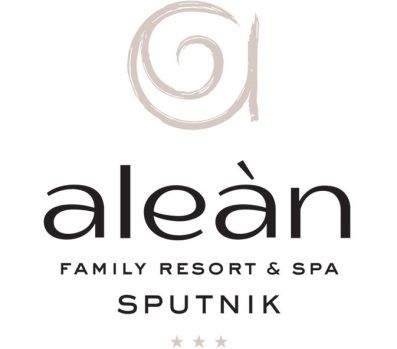 aleàn
FAMILY RESORT & SPA
SPUTNIK